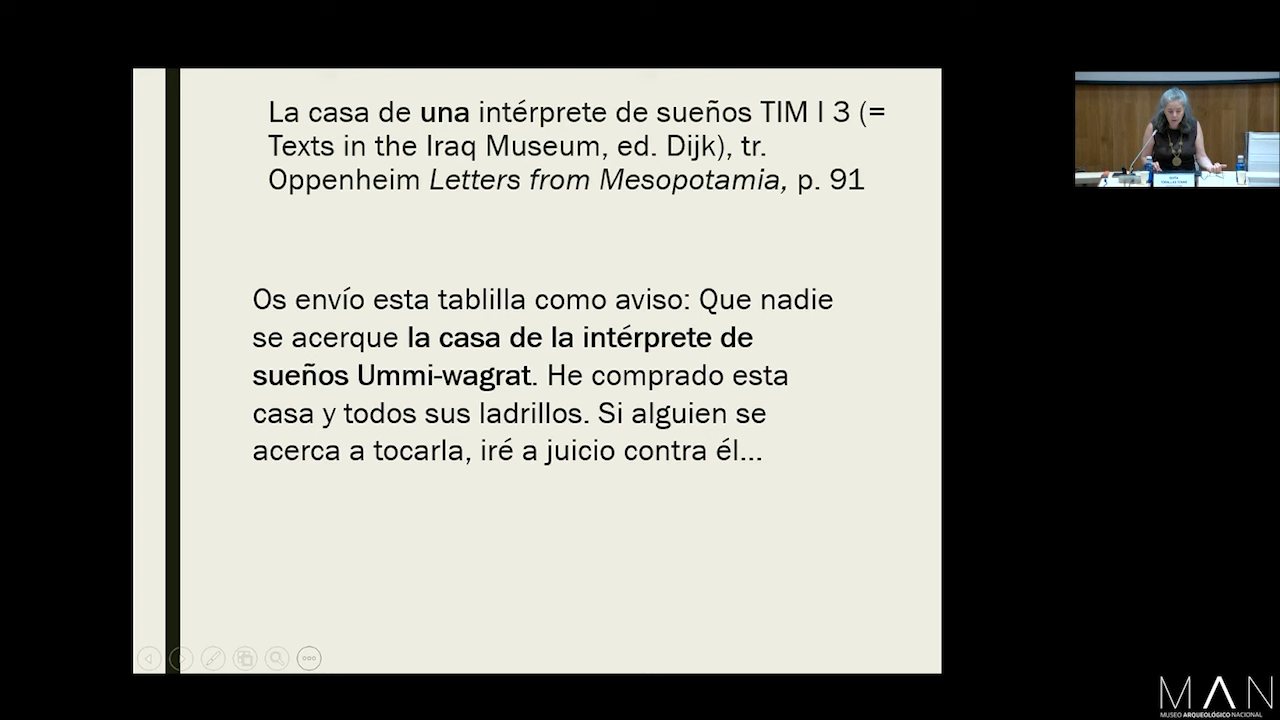 La casa de una intérprete de sueños TIM I 3 (=
Texts in the Iraq Museum, ed. Dijk), tr.
Oppenheim Letters from Mesopotamia, p. 91
Os envío esta tablilla como aviso: Que nadie
se acerque la casa de la intérprete de
sueños Ummi-wagrat. He comprado esta
casa y todos sus ladrillos. Si alguien se
acerca a tocarla, iré a juicio contra él...
MAN
MUSEO ARQUEOLÓGICO NACIONAL